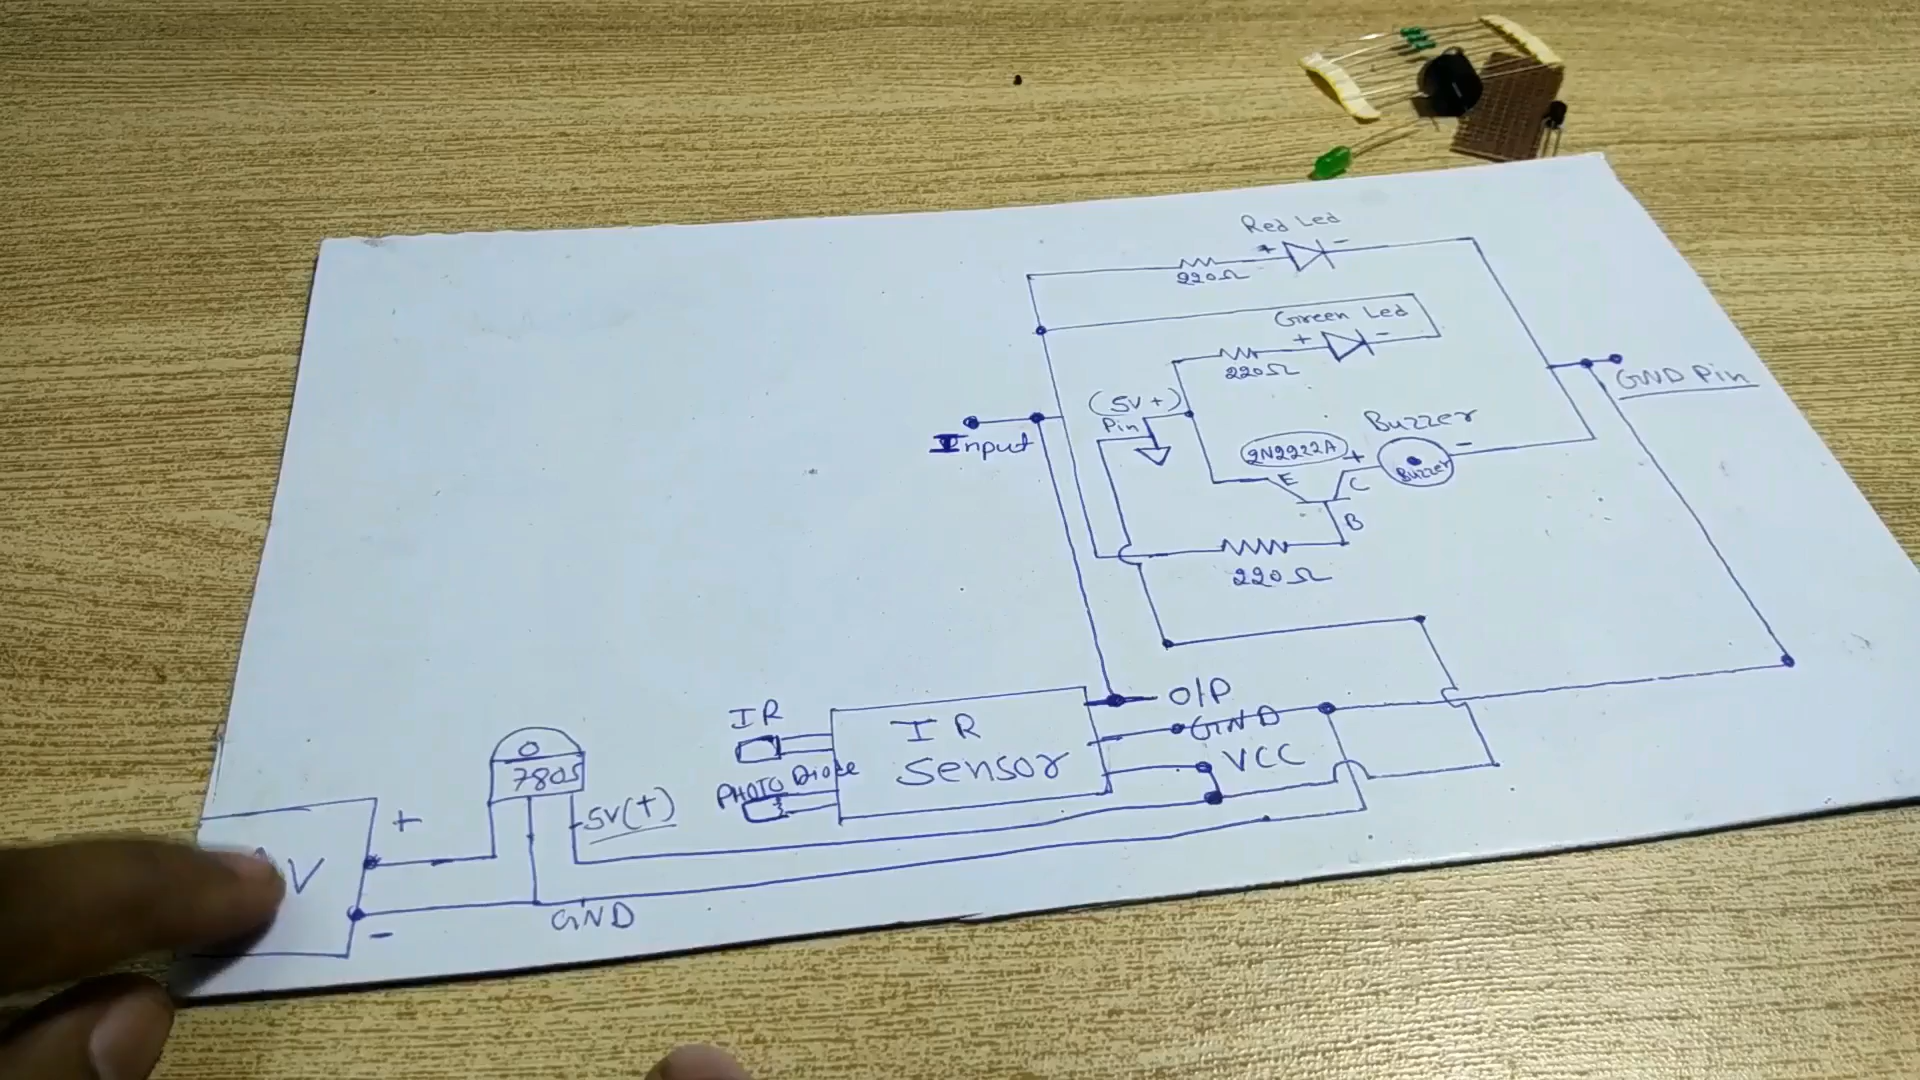 Red Led
+ -
220Ω
Green Led
+ -
220Ω
GND Pin
(5V+)
Pin
Input
Buzzer
2N2222A
+ -
Buzzer
E
C
B
220Ω
O/P
IR
IR
Sensor
GND
VCC
PHOTO Diode
O
7805
5V(+)
+
V
GND
-